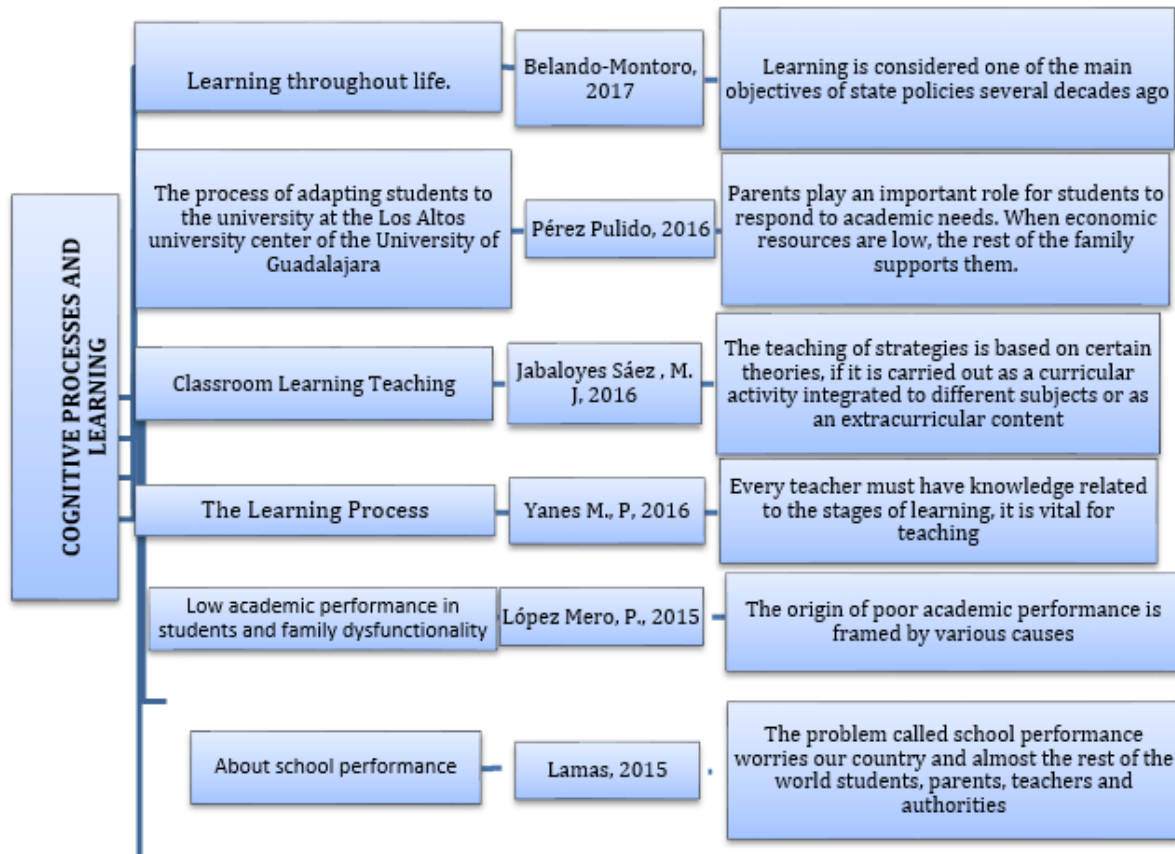 COGNITIVE PROCESSES AND
LEARNING
Learning throughout life.
Belando-Montoro,
2017
Learning is considered one of the main
objectives of state policies several decades ago
The process of adapting students to
the university at the Los Altos
university center of the University of
Guadalajara
Pérez Pulido, 2016
Parents play an important role for students to
respond to academic needs. When economic
resources are low, the rest of the family
supports them.
Classroom Learning Teaching
Jabaloyes Sáez , M.
J, 2016
The teaching of strategies is based on certain
theories, if it is carried out as a curricular
activity integrated to different subjects or as
an extracurricular content
The Learning Process
Yanes M., P, 2016
Every teacher must have knowledge related
to the stages of learning, it is vital for
teaching
Low academic performance in
students and family dysfunctionality
López Mero, P., 2015
The origin of poor academic performance is
framed by various causes
About school performance
Lamas, 2015
The problem called school performance
worries our country and almost the rest of the
world students, parents, teachers and
authorities